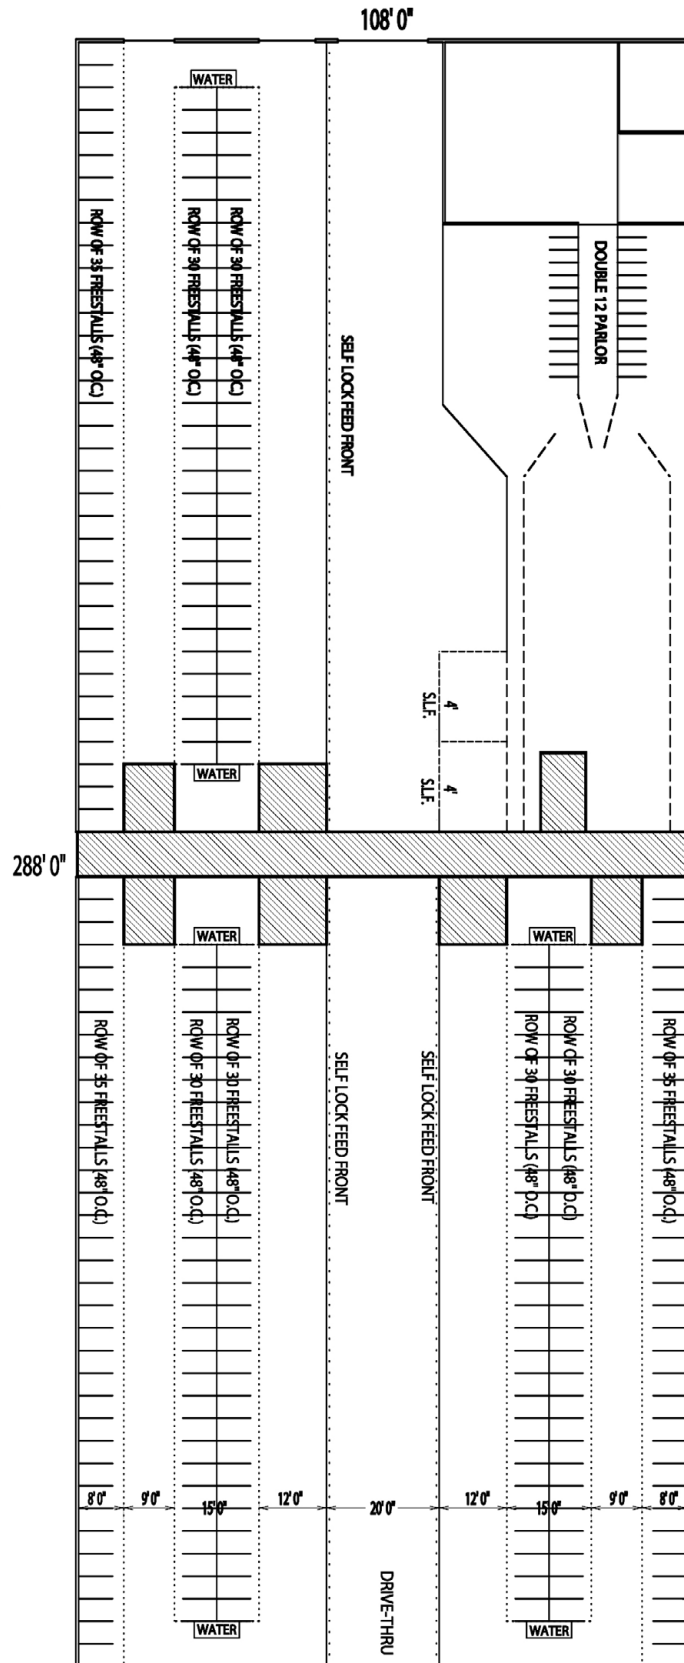 108' 0"
WATER
ROW OF 35 FREESTALLS (48" O.C.)
ROW OF 30 FREESTALLS (48" O.C.)
ROW OF 30 FREESTALLS (48" O.C.)
DOUBLE 12 PARLOR
SELF LOCK FEED FRONT
S.L.F.
4'
S.L.F.
4'
WATER
288' 0"
WATER
WATER
ROW OF 35 FREESTALLS (48" O.C.)
ROW OF 30 FREESTALLS (48" O.C.)
ROW OF 30 FREESTALLS (48" O.C.)
SELF LOCK FEED FRONT
SELF LOCK FEED FRONT
ROW OF 30 FREESTALLS (48" O.C.)
ROW OF 30 FREESTALLS (48" O.C.)
ROW OF 35 FREESTALLS (48" O.C.)
8' 0"
9' 0"
15' 0"
12' 0"
20' 0"
12' 0"
15' 0"
9' 0"
8' 0"
DRIVE-THRU
WATER
WATER